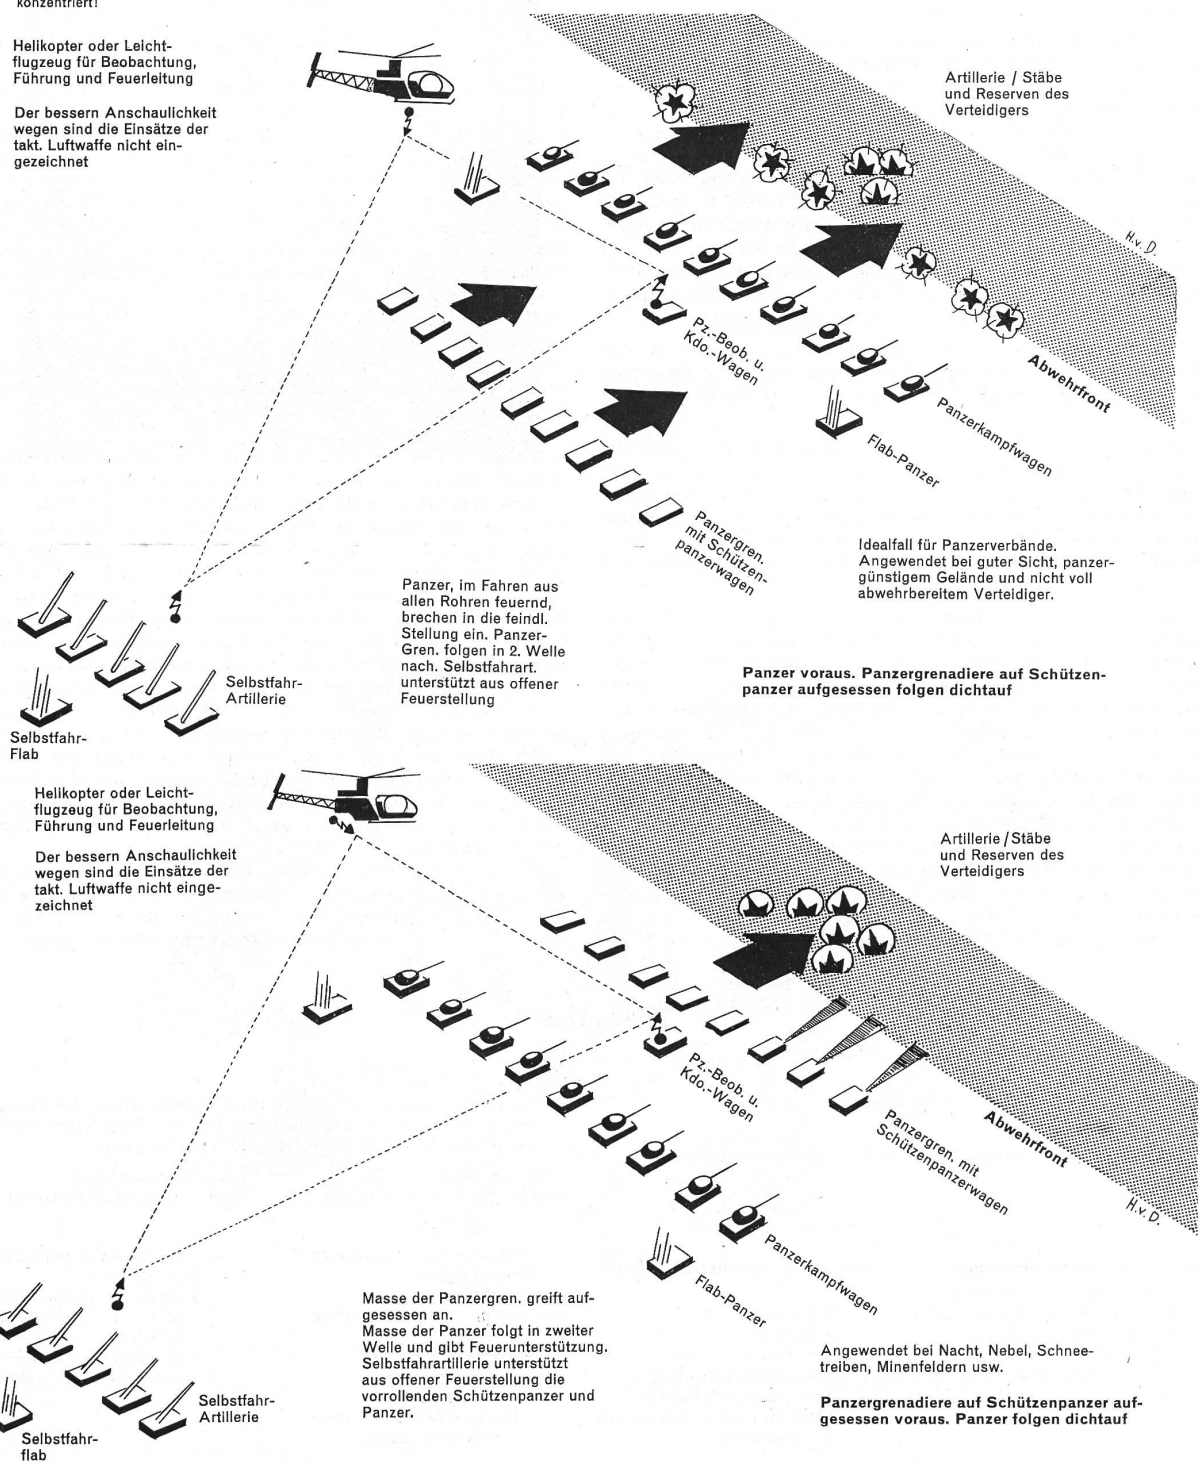 konzentriert!
Helikopter oder Leicht-
flugzeug für Beobachtung,
Führung und Feuerleitung
Der bessern Anschaulichkeit
wegen sind die Einsätze der
takt. Luftwaffe nicht ein-
gezeichnet
Artillerie / Stäbe
und Reserven des
Verteidigers
H.v.D.
Abwehrfront
Pz.-Beob. u.
Kdo.-Wagen
Panzerkampfwagen
Flab-Panzer
Panzergren.
mit Schützen-
panzerwagen
Idealfall für Panzerverbände.
Angewendet bei guter Sicht, panzer-
günstigem Gelände und nicht voll
abwehrbereitem Verteidiger.
Panzer, im Fahren aus
allen Rohren feuernd,
brechen in die feindl.
Stellung ein. Panzer-
Gren. folgen in 2. Welle
nach. Selbstfahrart.
unterstützt aus offener
Feuerstellung
Panzer voraus. Panzergrenadiere auf Schützen-
panzer aufgesessen folgen dichtauf
Selbstfahr-
Artillerie
Selbstfahr-
Flab
Helikopter oder Leicht-
flugzeug für Beobachtung,
Führung und Feuerleitung
Der bessern Anschaulichkeit
wegen sind die Einsätze der
takt. Luftwaffe nicht einge-
zeichnet
Artillerie / Stäbe
und Reserven des
Verteidigers
Pz.-Beob. u.
Kdo.-Wagen
Abwehrfront
Panzergren. mit
Schützenpanzerwagen
H.v.D.
Panzerkampfwagen
Flab-Panzer
Masse der Panzergren. greift auf-
gesessen an.
Masse der Panzer folgt in zweiter
Welle und gibt Feuerunterstützung.
Selbstfahrartillerie unterstützt
aus offener Feuerstellung die
vorrollenden Schützenpanzer und
Panzer.
Angewendet bei Nacht, Nebel, Schnee-
treiben, Minenfeldern usw.
Panzergrenadiere auf Schützenpanzer auf-
gesessen voraus. Panzer folgen dichtauf
Selbstfahr-
Artillerie
Selbstfahr-
flab